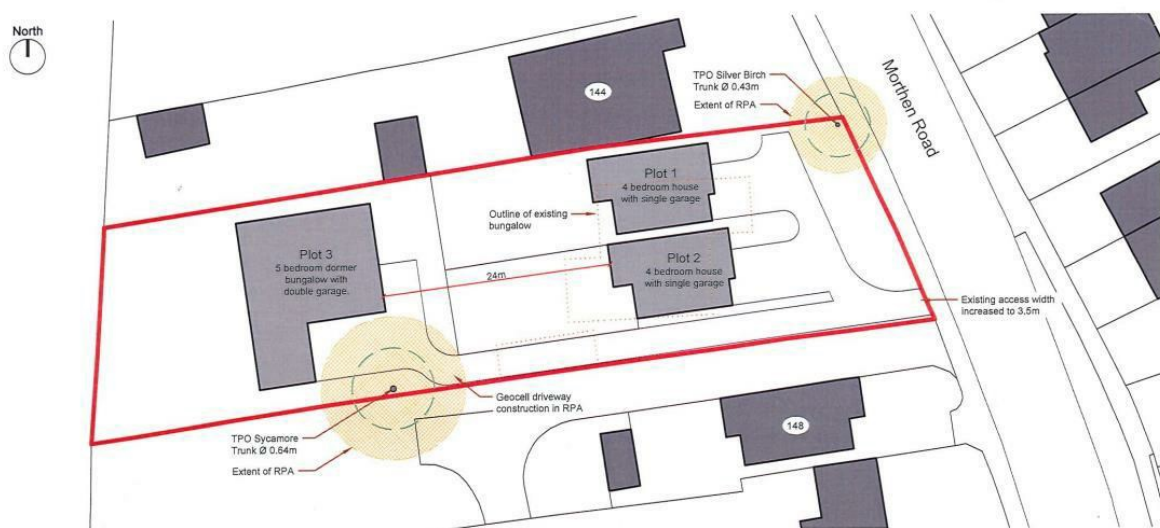 North
144
TPO Silver Birch
Trunk Ø 0.43m
Extent of RPA
Morthen Road
Plot 1
4 bedroom house
with single garage
Outline of existing
bungalow
Plot 3
5 bedroom dormer
bungalow with
double garage.
24m
Plot 2
4 bedroom house
with single garage
Existing access width
increased to 3.5m
Geocell driveway
construction in RPA
148
TPO Sycamore
Trunk Ø 0.64m
Extent of RPA